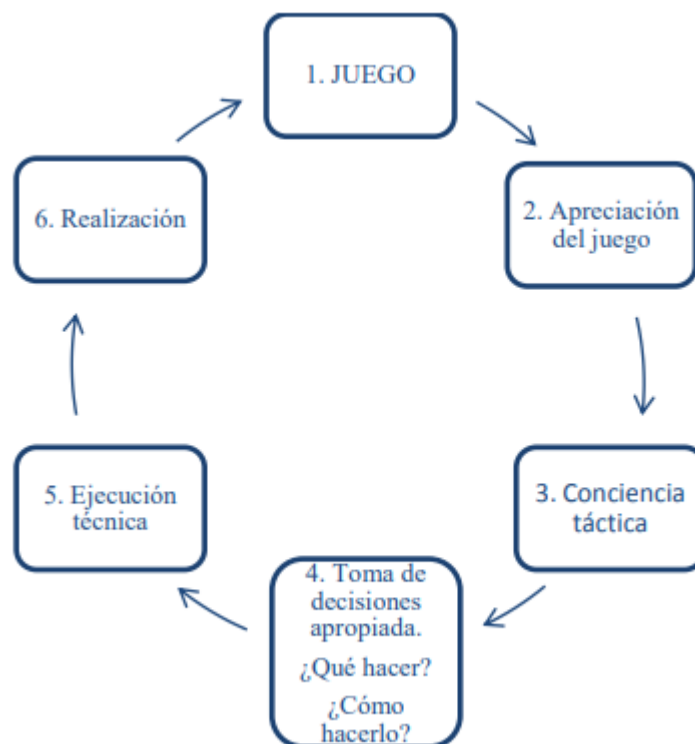 1. JUEGO
2. Apreciación
del juego
3. Conciencia
táctica
4. Toma de
decisiones
apropiada.
¿Qué hacer?
¿Cómo
hacerlo?
5. Ejecución
técnica
6. Realización